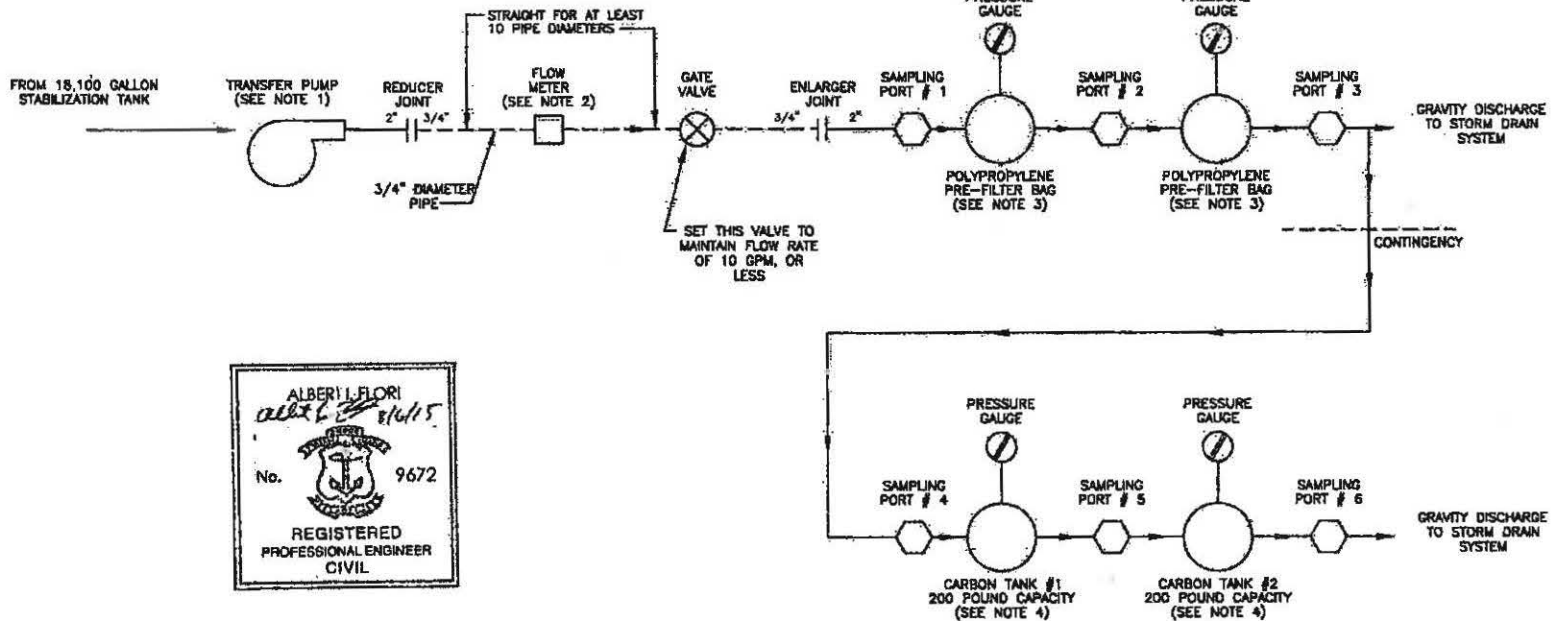 STRAIGHT FOR AT LEAST
10 PIPE DIAMETERS
PRESSURE
GAUGE
PRESSURE
GAUGE
FROM 18,100 GALLON
STABILIZATION TANK
TRANSFER PUMP
(SEE NOTE 1)
REDUCER
JOINT
2" 3/4"
FLOW
METER
(SEE NOTE 2)
GATE
VALVE
ENLARGER
JOINT
3/4" 2"
SAMPLING
PORT # 1
SAMPLING
PORT # 2
SAMPLING
PORT # 3
GRAVITY DISCHARGE
TO STORM DRAIN
SYSTEM
3/4" DIAMETER
PIPE
POLYPROPYLENE
PRE-FILTER BAG
(SEE NOTE 3)
POLYPROPYLENE
PRE-FILTER BAG
(SEE NOTE 3)
SET THIS VALVE TO
MAINTAIN FLOW RATE
OF 10 GPM, OR
LESS
CONTINGENCY
ALBERT L. FLORI
8/6/15
No. 9672
REGISTERED
PROFESSIONAL ENGINEER
CIVIL
PRESSURE
GAUGE
PRESSURE
GAUGE
SAMPLING
PORT # 4
SAMPLING
PORT # 5
SAMPLING
PORT # 6
GRAVITY DISCHARGE
TO STORM DRAIN
SYSTEM
CARBON TANK #1
200 POUND CAPACITY
(SEE NOTE 4)
CARBON TANK #2
200 POUND CAPACITY
(SEE NOTE 4)